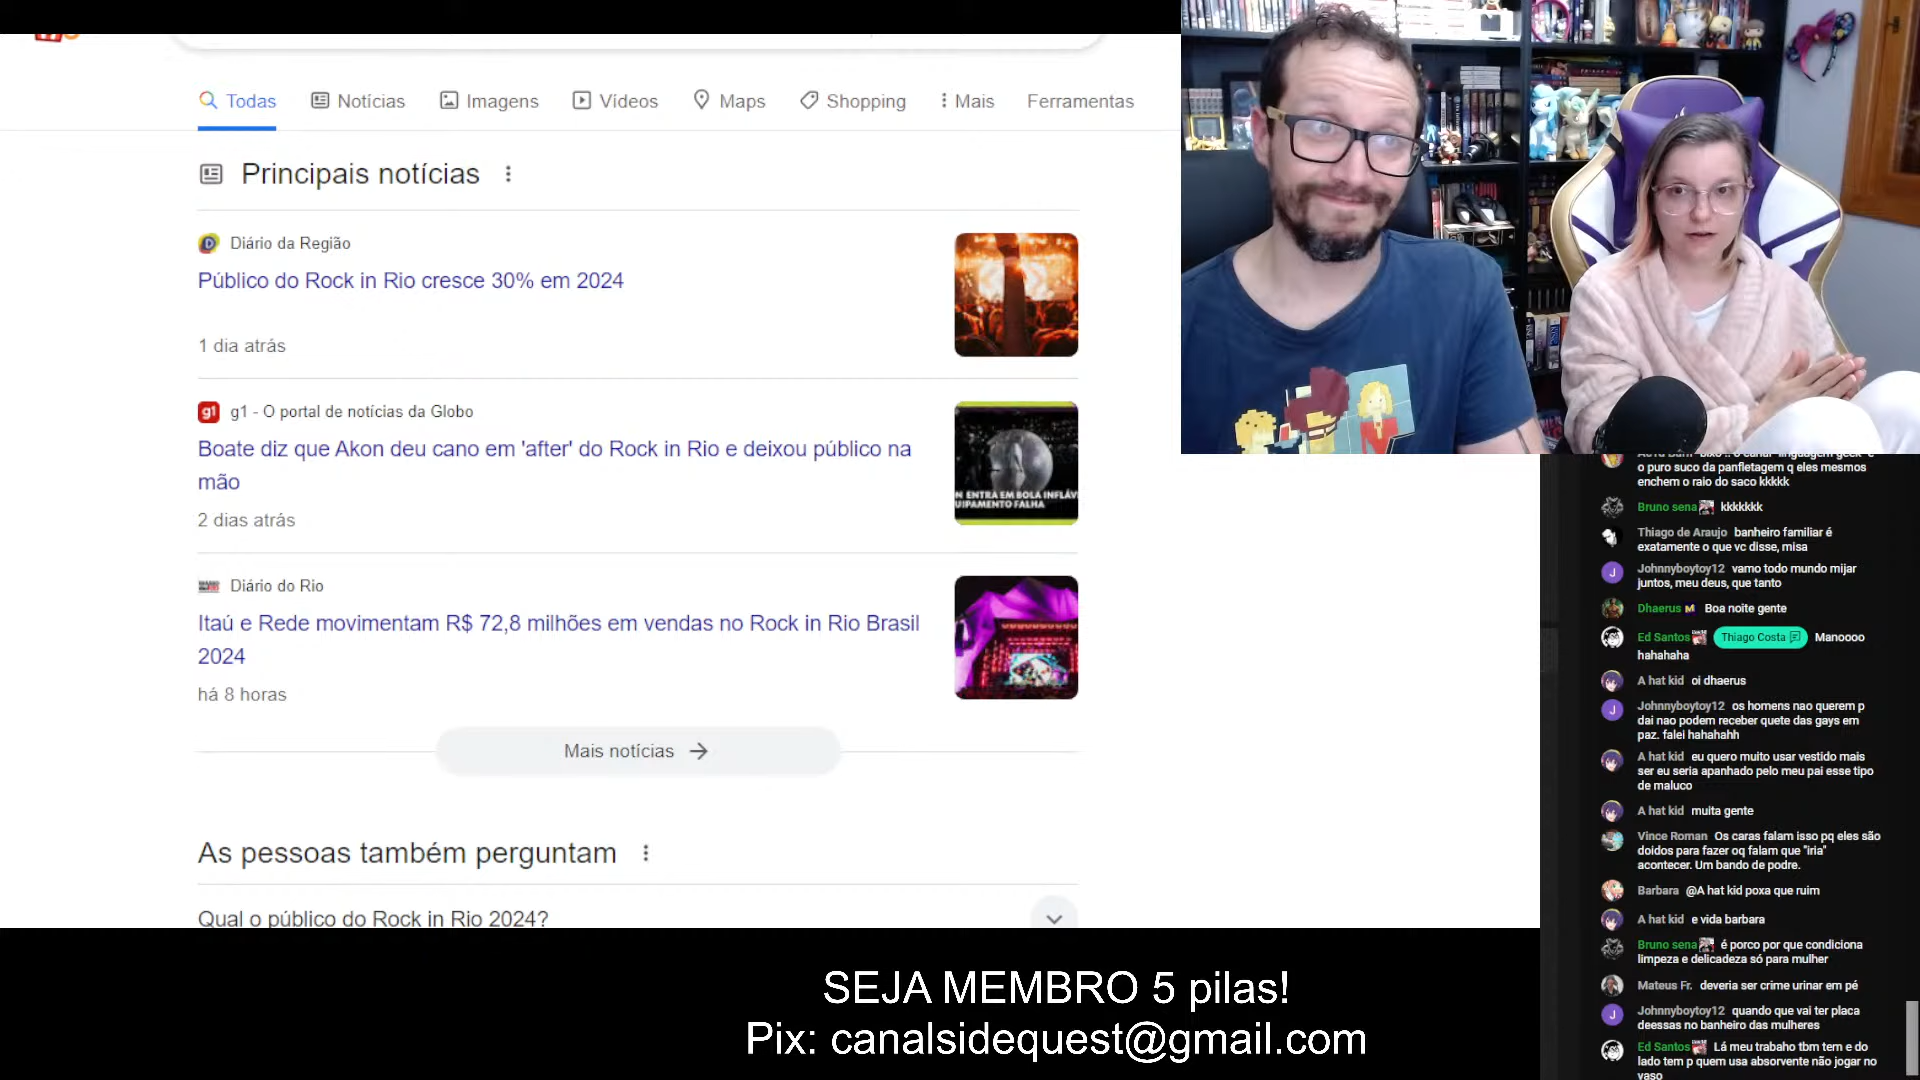 Todas
Notícias
Imagens
Vídeos
Maps
Shopping
Mais
Ferramentas
Principais notícias
Diário da Região
Público do Rock in Rio cresce 30% em 2024
1 dia atrás
g1
g1 - O portal de notícias da Globo
Boate diz que Akon deu cano em 'after' do Rock in Rio e deixou público na
mão
2 dias atrás
N ENTRA EM BOLA INFLÁV
UIPAMENTO FALHA
Diário do Rio
Itaú e Rede movimentam R$ 72,8 milhões em vendas no Rock in Rio Brasil
2024
há 8 horas
Mais notícias
As pessoas também perguntam
Qual o público do Rock in Rio 2024?
SEJA MEMBRO 5 pilas!
Pix: canalsidequest@gmail.com
o puro suco da panfletagem q eles mesmos
enchem o raio do saco kkkkk
Bruno sena kkkkkkk
Thiago de Araujo banheiro familiar é
exatamente o que vc disse, misa
J Johnnyboytoy12 vamo todo mundo mijar
juntos, meu deus, que tanto
Dhaerus Boa noite gente
Ed Santos Thiago Costa Manoooo
hahahaha
A hat kid oi dhaerus
J Johnnyboytoy12 os homens nao querem p
dai nao podem receber quete das gays em
paz. falei hahahahh
A hat kid eu quero muito usar vestido mais
ser eu seria apanhado pelo meu pai esse tipo
de maluco
A hat kid muita gente
Vince Roman Os caras falam isso pq eles são
doidos para fazer oq falam que "iria"
acontecer. Um bando de podre.
Barbara @A hat kid poxa que ruim
A hat kid e vida barbara
Bruno sena é porco por que condiciona
limpeza e delicadeza só para mulher
Mateus Fr. deveria ser crime urinar em pé
J Johnnyboytoy12 quando que vai ter placa
deessas no banheiro das mulheres
Ed Santos Lá meu trabaho tbm tem e do
lado tem p quem usa absorvente não jogar no
vaso